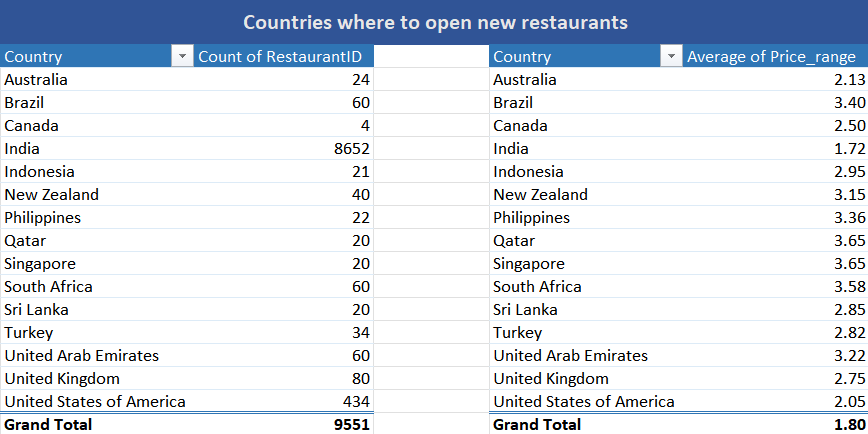 Countries where to open new restaurants
Country Count of RestaurantID Country Average of Price_range
Australia 24 Australia 2.13
Brazil 60 Brazil 3.40
Canada 4 Canada 2.50
India 8652 India 1.72
Indonesia 21 Indonesia 2.95
New Zealand 40 New Zealand 3.15
Philippines 22 Philippines 3.36
Qatar 20 Qatar 3.65
Singapore 20 Singapore 3.65
South Africa 60 South Africa 3.58
Sri Lanka 20 Sri Lanka 2.85
Turkey 34 Turkey 2.82
United Arab Emirates 60 United Arab Emirates 3.22
United Kingdom 80 United Kingdom 2.75
United States of America 434 United States of America 2.05
Grand Total 9551 Grand Total 1.80